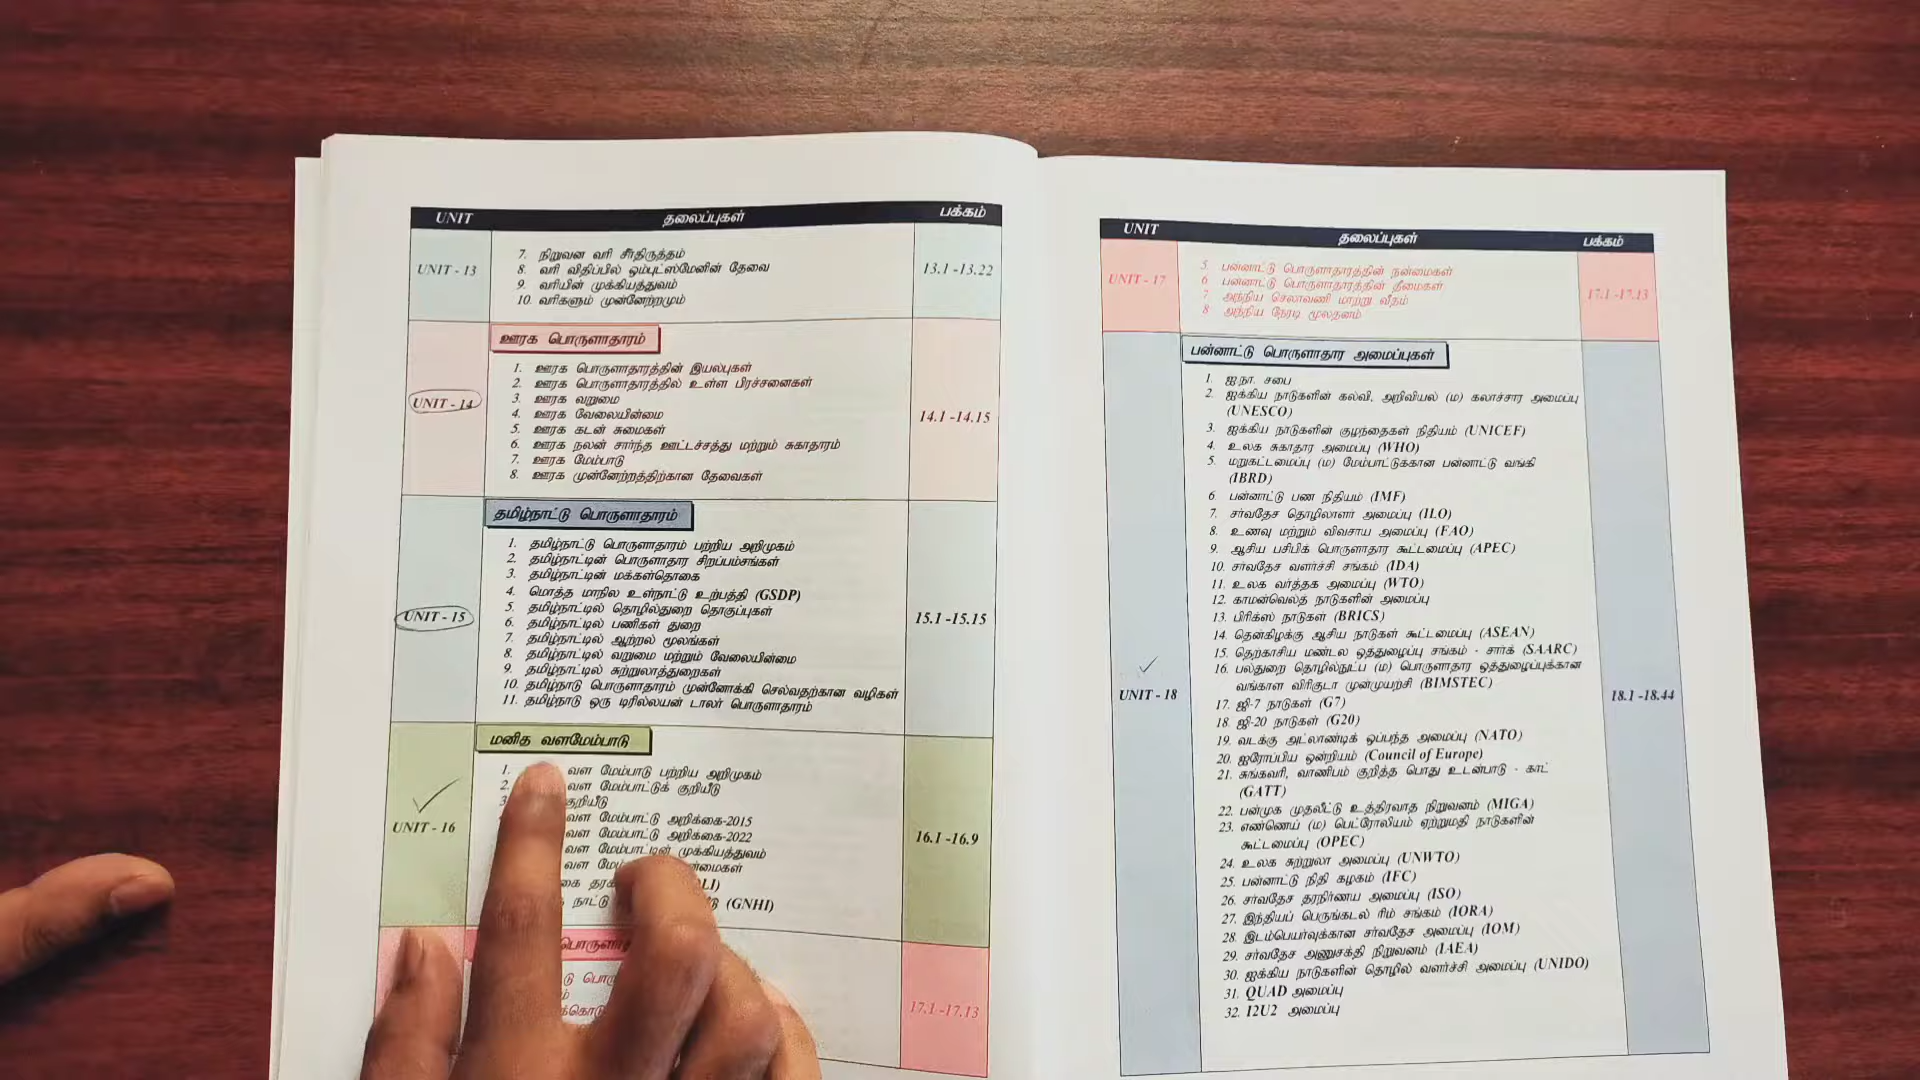 UNIT தலைப்புகள் பக்கம்
UNIT - 13
7. நிறுவன வரி சீர்திருத்தம்
8. வரி விதிப்பில் ஒம்புட்ஸ்மேனின் தேவை
9. வரியின் முக்கியத்துவம்
10. வரிகளும் முன்னேற்றமும்
13.1 -13.22
ஊரக பொருளாதாரம்
UNIT - 14
1. ஊரக பொருளாதாரத்தின் இயல்புகள்
2. ஊரக பொருளாதாரத்தில் உள்ள பிரச்சனைகள்
3. ஊரக வறுமை
4. ஊரக வேலையின்மை
5. ஊரக கடன் சுமைகள்
6. ஊரக நலன் சார்ந்த ஊட்டச்சத்து மற்றும் சுகாதாரம்
7. ஊரக மேம்பாடு
8. ஊரக முன்னேற்றத்திற்கான தேவைகள்
14.1 -14.15
தமிழ்நாட்டு பொருளாதாரம்
UNIT - 15
1. தமிழ்நாட்டு பொருளாதாரம் பற்றிய அறிமுகம்
2. தமிழ்நாட்டின் பொருளாதார சிறப்பம்சங்கள்
3. தமிழ்நாட்டின் மக்கள்தொகை
4. மொத்த மாநில உள்நாட்டு உற்பத்தி (GSDP)
5. தமிழ்நாட்டில் தொழில்துறை தொகுப்புகள்
6. தமிழ்நாட்டில் பணிகள் துறை
7. தமிழ்நாட்டில் ஆற்றல் மூலங்கள்
8. தமிழ்நாட்டில் வறுமை மற்றும் வேலையின்மை
9. தமிழ்நாட்டில் சுற்றுலாத்துறைகள்
10. தமிழ்நாடு பொருளாதாரம் முன்னோக்கி செல்வதற்கான வழிகள்
11. தமிழ்நாடு ஒரு டிரில்லயன் டாலர் பொருளாதாரம்
15.1 -15.15
மனித வளமேம்பாடு
UNIT - 16
1. வள மேம்பாடு பற்றிய அறிமுகம்
2. வள மேம்பாட்டுக் குறியீடு
குறியீடு
வள மேம்பாட்டு அறிக்கை-2015
வள மேம்பாட்டு அறிக்கை-2022
வள மேம்பாட்டின் முக்கியத்துவம்
வள
நாட்டு (GNHI)
16.1 -16.9
17.1 -17.13
UNIT தலைப்புகள் பக்கம்
UNIT - 17
5. பன்னாட்டு பொருளாதாரத்தின் நன்மைகள்
6 பன்னாட்டு பொருளாதாரத்தின் தீமைகள்
7 அந்நிய செலாவணி மாற்று வீதம்
8 அந்நிய நேரடி மூலதனம்
17.1 -17.13
பன்னாட்டு பொருளாதார அமைப்புகள்
UNIT - 18
1. ஐ.நா. சபை
2. ஐக்கிய நாடுகளின் கல்வி, அறிவியல் (ம) கலாச்சார அமைப்பு
(UNESCO)
3. ஐக்கிய நாடுகளின் குழந்தைகள் நிதியம் (UNICEF)
4. உலக சுகாதார அமைப்பு (WHO)
5. மறுகட்டமைப்பு (ம) மேம்பாட்டுக்கான பன்னாட்டு வங்கி
(IBRD)
6. பன்னாட்டு பண நிதியம் (IMF)
7. சர்வதேச தொழிலாளர் அமைப்பு (ILO)
8. உணவு மற்றும் விவசாய அமைப்பு (FAO)
9. ஆசிய பசிபிக் பொருளாதார கூட்டமைப்பு (APEC)
10. சர்வதேச வளர்ச்சி சங்கம் (IDA)
11. உலக வர்த்தக அமைப்பு (WTO)
12. காமன்வெல்த் நாடுகளின் அமைப்பு
13. பிரிக்ஸ் நாடுகள் (BRICS)
14. தென்கிழக்கு ஆசிய நாடுகள் கூட்டமைப்பு (ASEAN)
15. தெற்காசிய மண்டல ஒத்துழைப்பு சங்கம் - சார்க் (SAARC)
16. பலதுறை தொழில்நுட்ப (ம) பொருளாதார ஒத்துழைப்புக்கான
வங்காள விரிகுடா முன்முயற்சி (BIMSTEC)
17. ஜி-7 நாடுகள் (G7)
18. ஜி-20 நாடுகள் (G20)
19. வடக்கு அட்லாண்டிக் ஒப்பந்த அமைப்பு (NATO)
20. ஐரோப்பிய ஒன்றியம் (Council of Europe)
21. சுங்கவரி, வாணிபம் குறித்த பொது உடன்பாடு - காட்
(GATT)
22. பன்முக முதலீட்டு உத்திரவாத நிறுவனம் (MIGA)
23. எண்ணெய் (ம) பெட்ரோலியம் ஏற்றுமதி நாடுகளின்
கூட்டமைப்பு (OPEC)
24. உலக சுற்றுலா அமைப்பு (UNWTO)
25. பன்னாட்டு நிதி கழகம் (IFC)
26. சர்வதேச தரநிர்ணய அமைப்பு (ISO)
27. இந்தியப் பெருங்கடல் ரிம் சங்கம் (IORA)
28. இடம்பெயர்வுக்கான சர்வதேச அமைப்பு (IOM)
29. சர்வதேச அணுசக்தி நிறுவனம் (IAEA)
30. ஐக்கிய நாடுகளின் தொழில் வளர்ச்சி அமைப்பு (UNIDO)
31. QUAD அமைப்பு
32. I2U2 அமைப்பு
18.1 -18.44